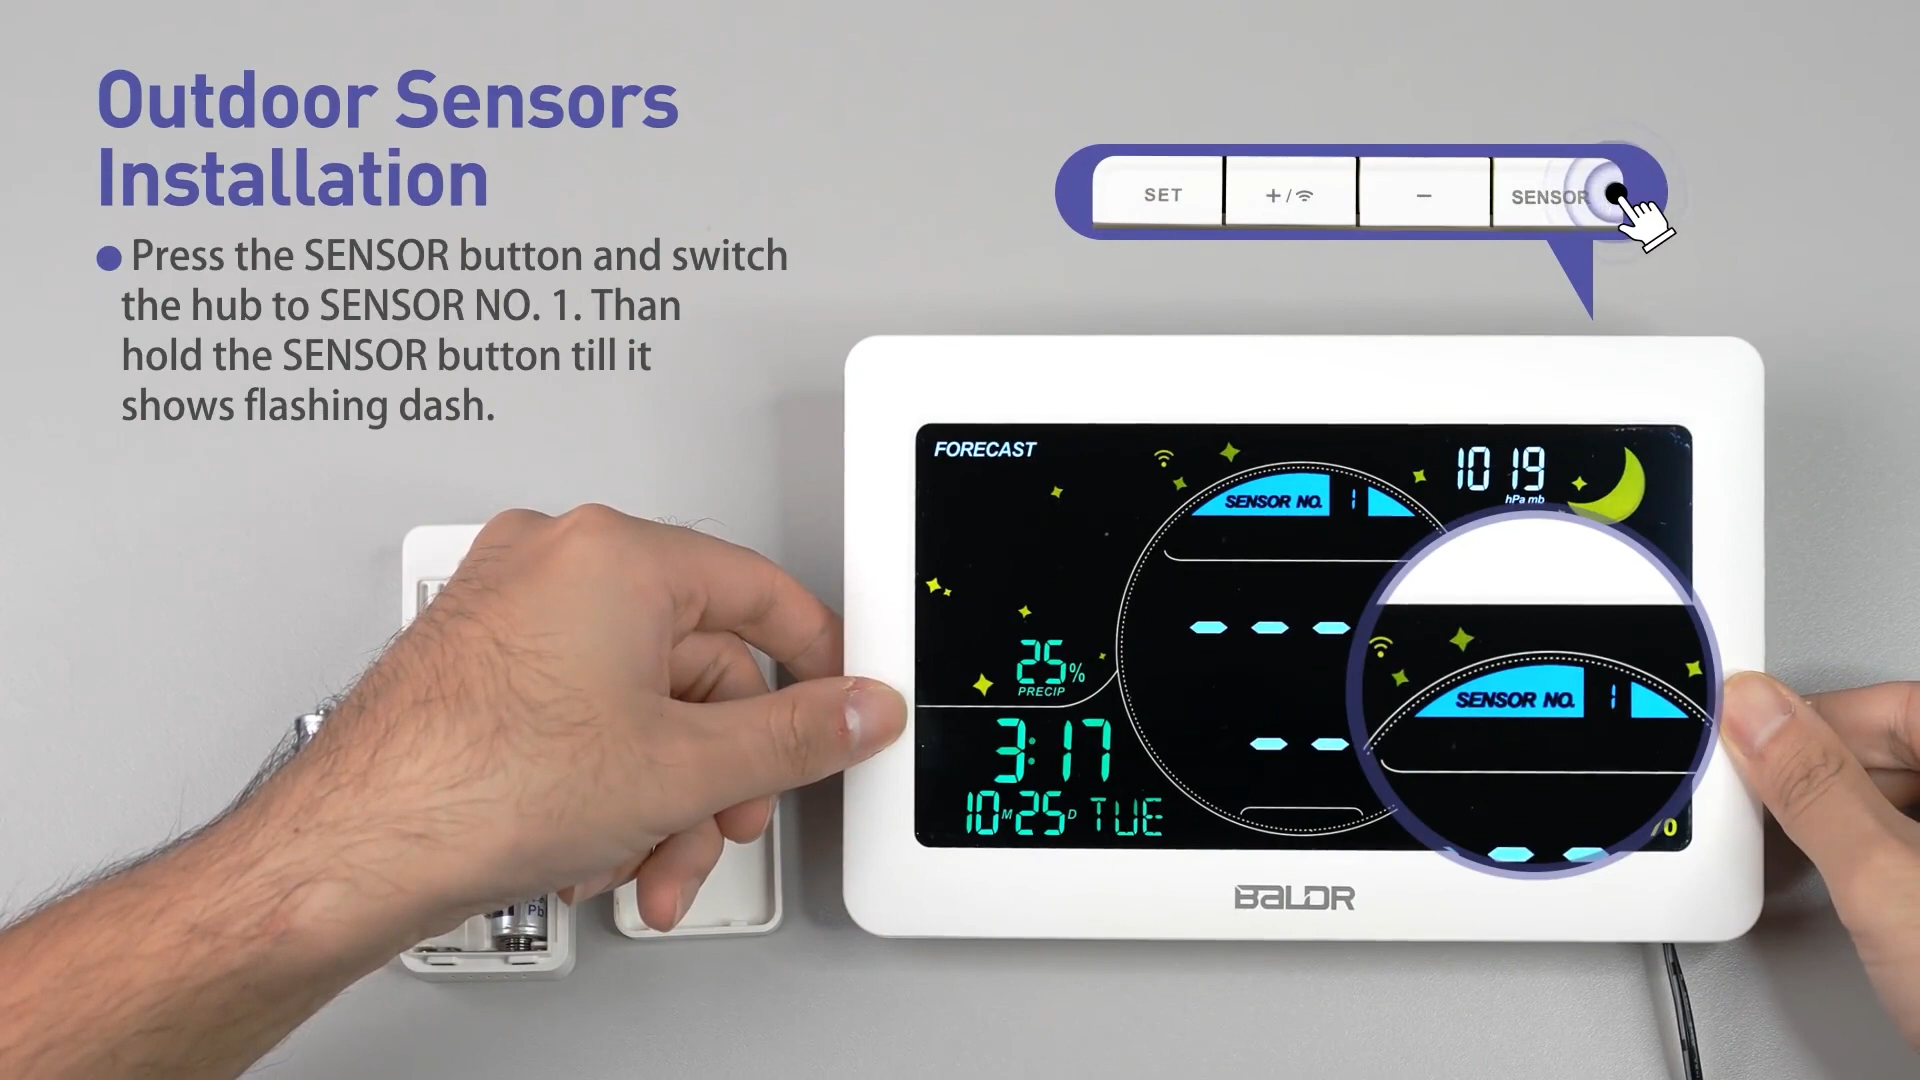 Outdoor Sensors
Installation
Press the SENSOR button and switch
the hub to SENSOR NO. 1. Than
hold the SENSOR button till it
shows flashing dash.
SET
+/
−
SENSOR
FORECAST
SENSOR NO. 1
1019
hPa mb
25%
PRECIP
3:17
10M25D TUE
SENSOR NO. 1
BALDR
Pb